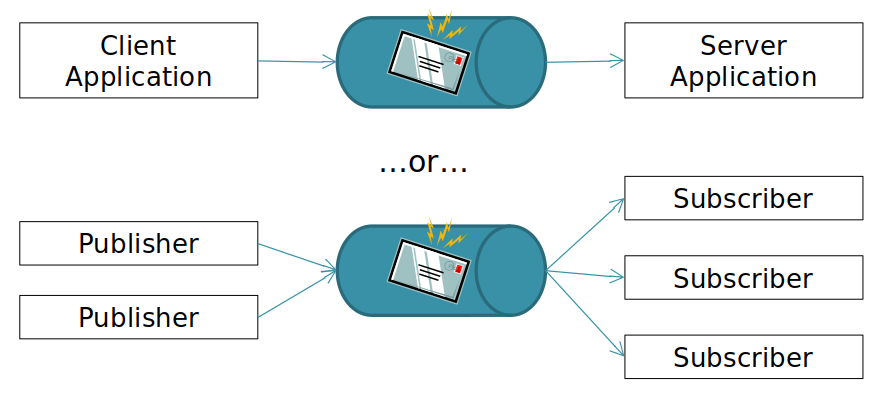 Client
Application
Server
Application
...or...
Publisher
Publisher
Subscriber
Subscriber
Subscriber